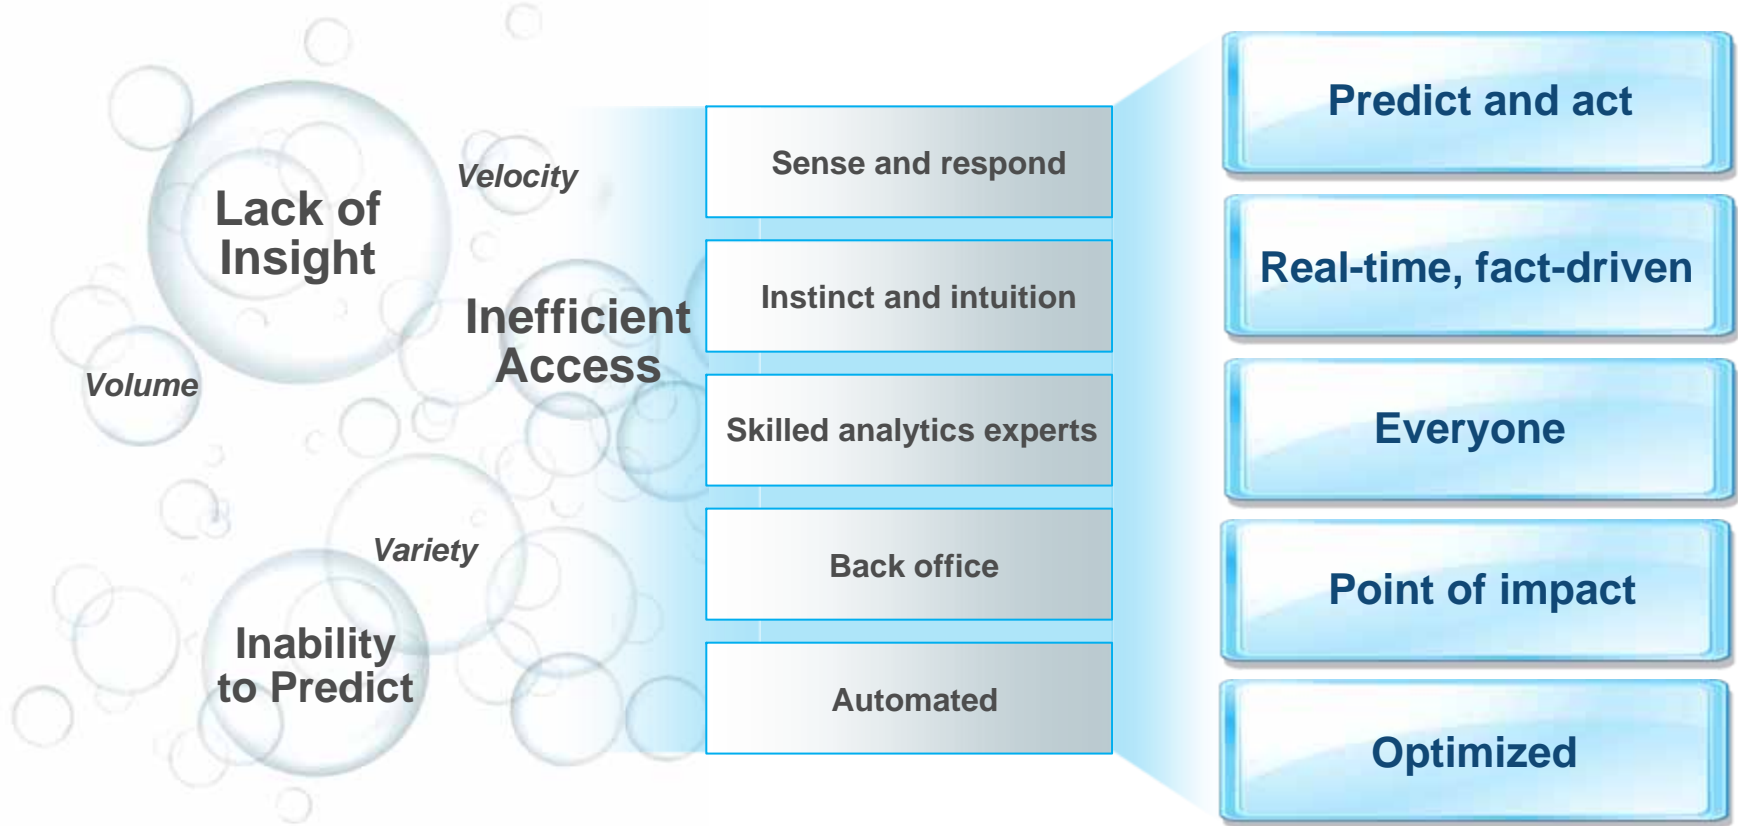 Lack of
Insight
Velocity
Inefficient
Access
Volume
Variety
Inability
to Predict
Sense and respond
Instinct and intuition
Skilled analytics experts
Back office
Automated
Predict and act
Real-time, fact-driven
Everyone
Point of impact
Optimized